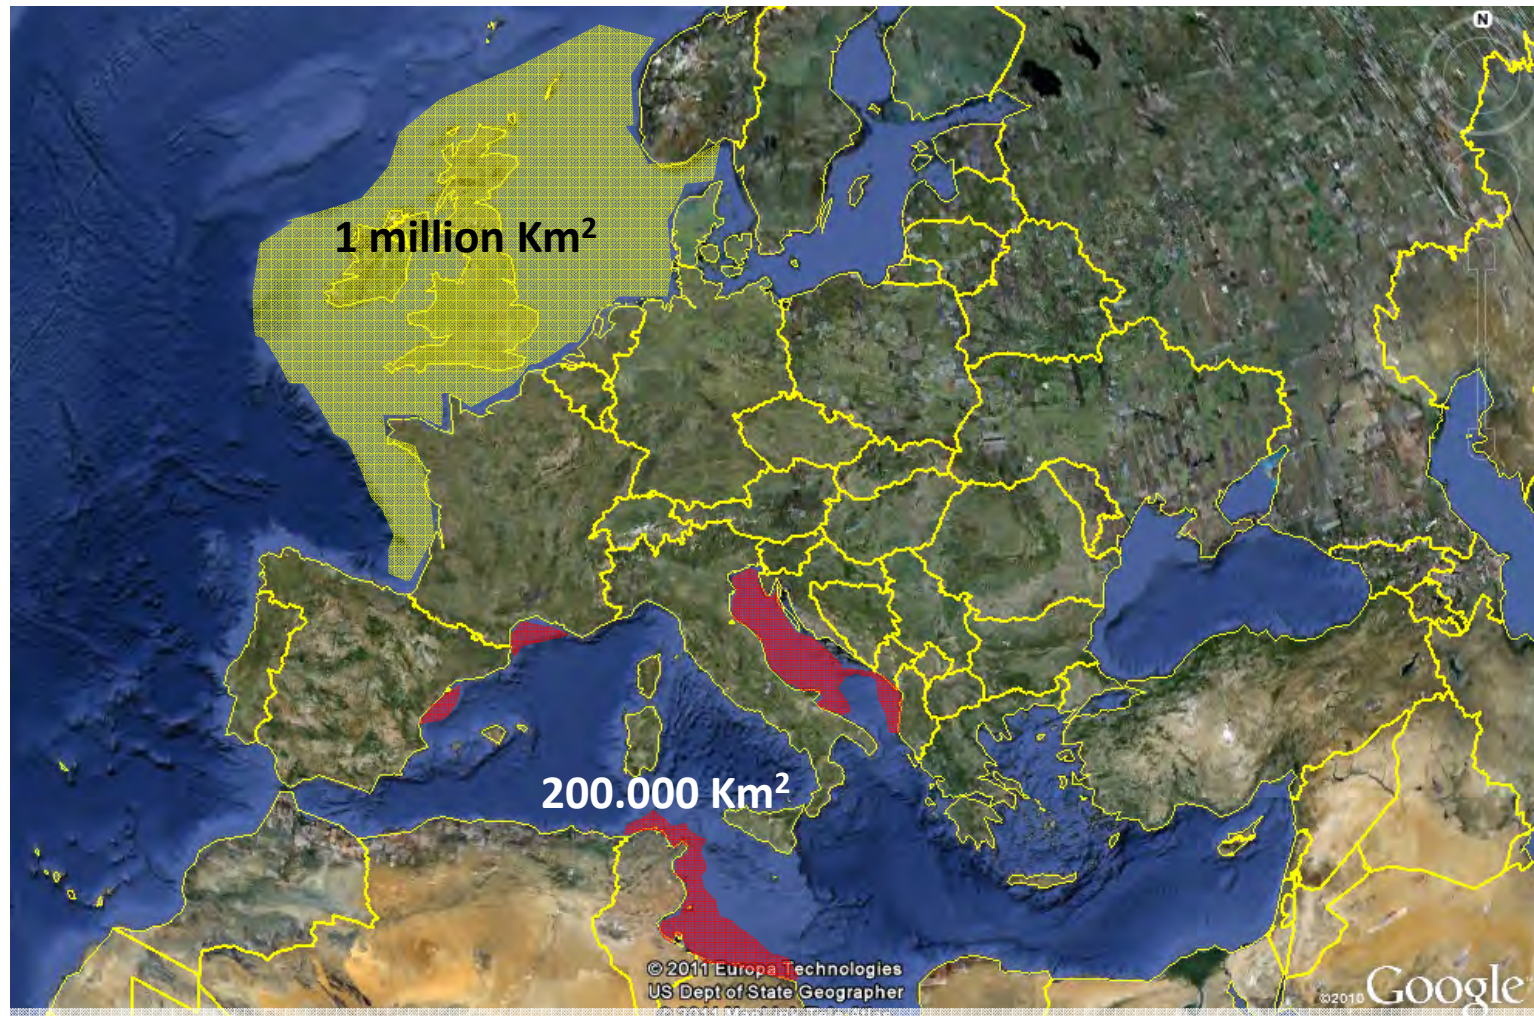 N
1 million Km²
200.000 Km²
© 2011 Europa Technologies
US Dept of State Geographer
©2010 Google